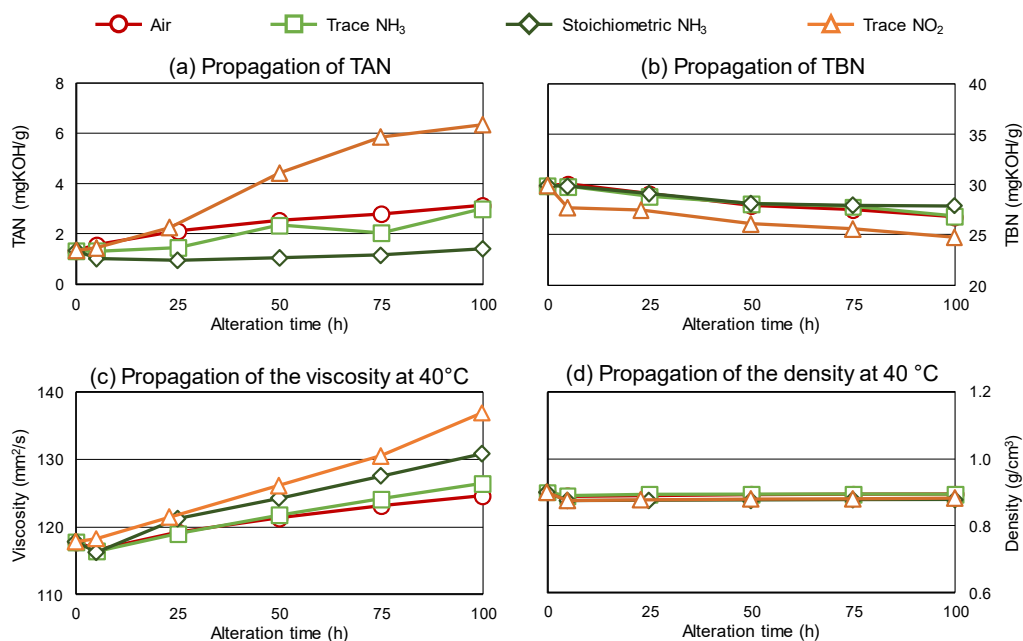 Air
Trace NH₃
Stoichiometric NH₃
Trace NO₂
(a) Propagation of TAN
TAN (mgKOH/g)
8
6
4
2
0
0 25 50 75 100
Alteration time (h)
(b) Propagation of TBN
TBN (mgKOH/g)
40
35
30
25
20
0 25 50 75 100
Alteration time (h)
(c) Propagation of the viscosity at 40°C
Viscosity (mm²/s)
140
130
120
110
0 25 50 75 100
Alteration time (h)
(d) Propagation of the density at 40 °C
Density (g/cm³)
1.2
1.0
0.8
0.6
0 25 50 75 100
Alteration time (h)